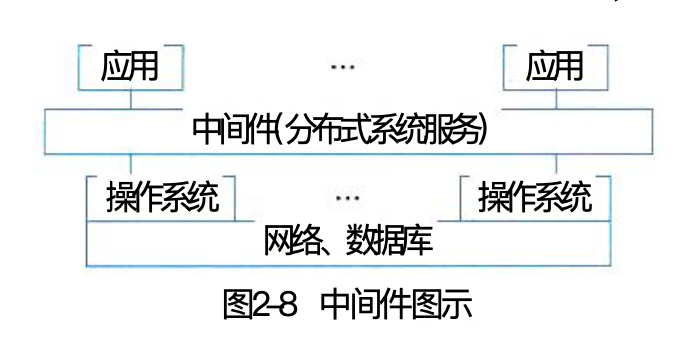 应用 … 应用
中间件(分布式系统服务)
操作系统 … 操作系统
网络、数据库
图2-8 中间件图示